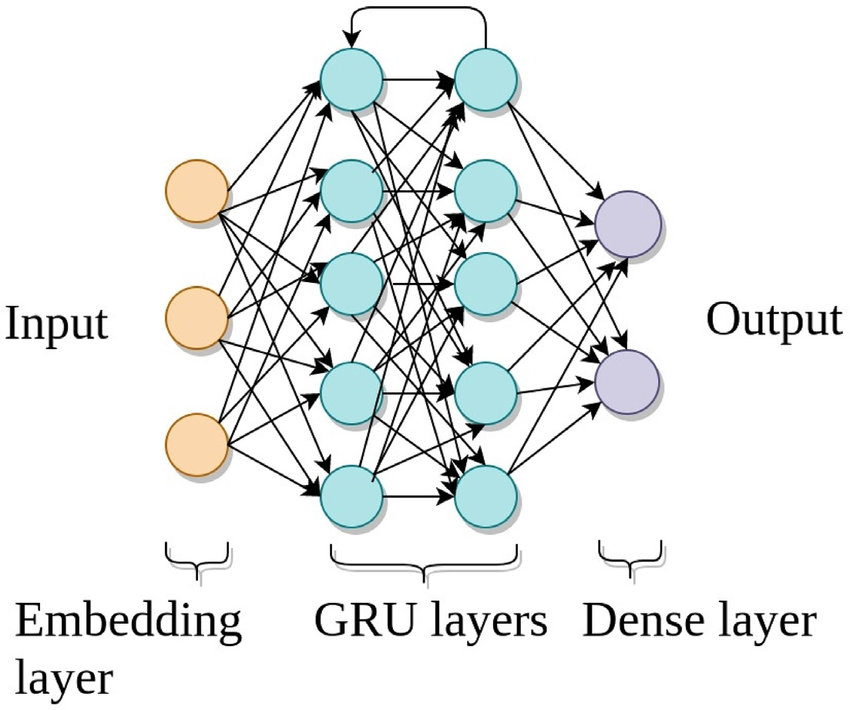 Input
Output
Embedding
layer
GRU layers
Dense layer